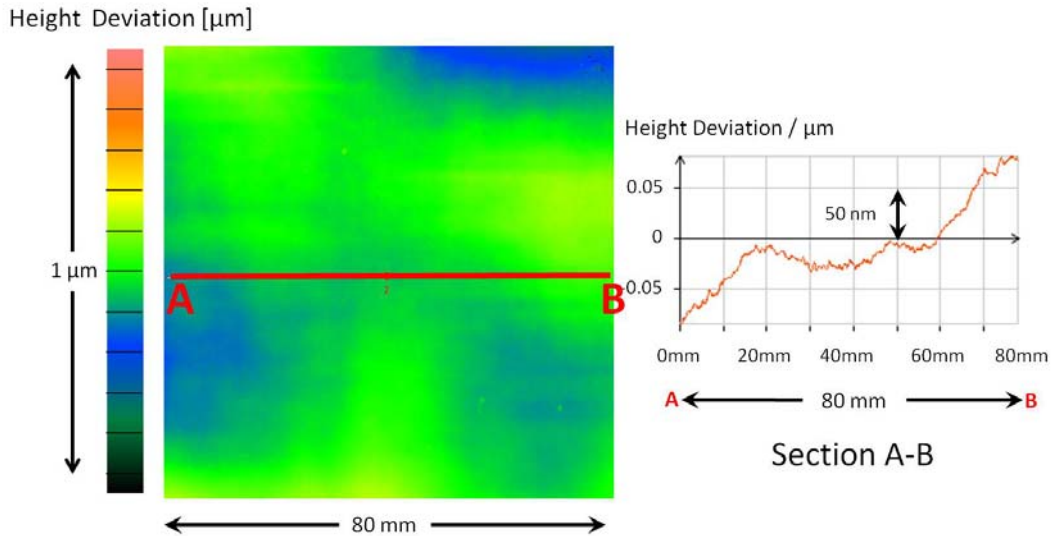 Height Deviation [µm]
1 µm
A
B
80 mm
Height Deviation / µm
0.05
50 nm
0
0.05
0mm 20mm 40mm 60mm 80mm
A 80 mm B
Section A-B